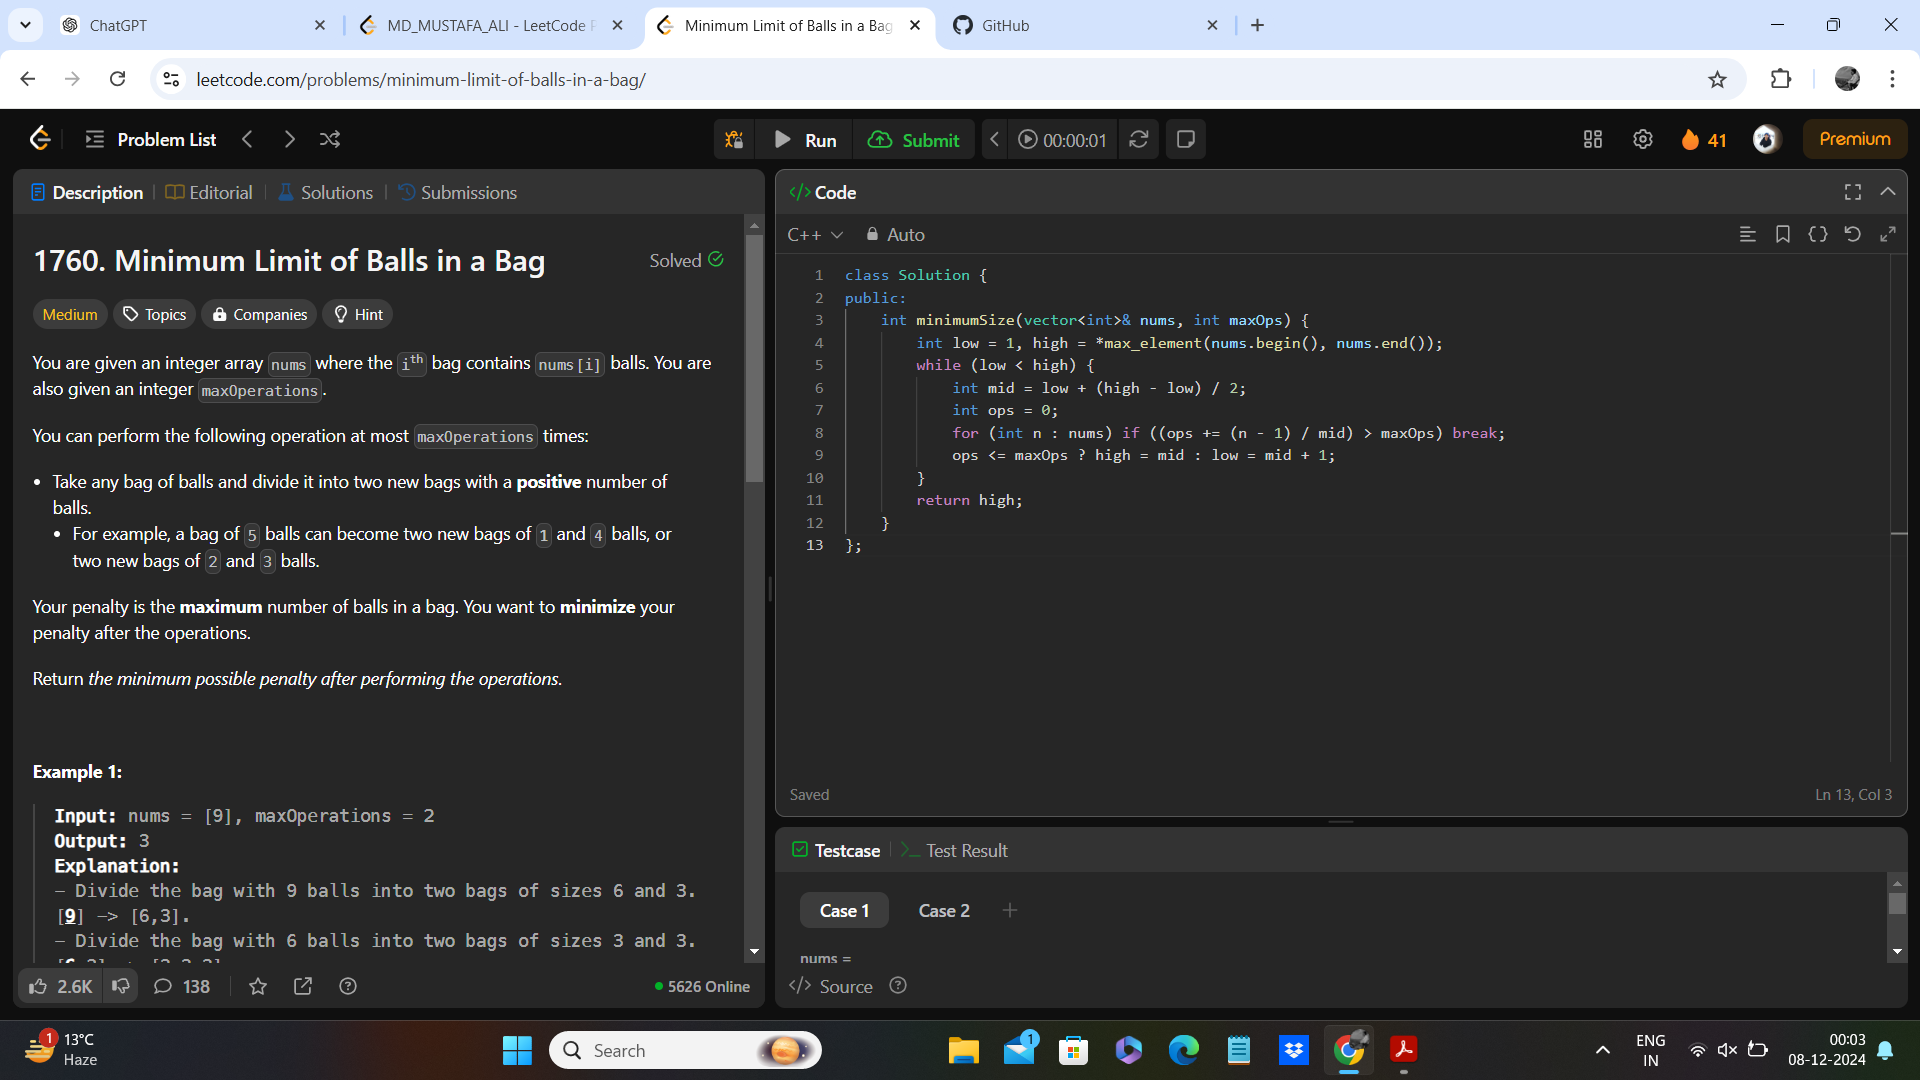 ChatGPT
MD_MUSTAFA_ALI - LeetCode P
Minimum Limit of Balls in a Bag
GitHub
leetcode.com/problems/minimum-limit-of-balls-in-a-bag/
Problem List
Run
Submit
00:00:01
41
Premium
Description
Editorial
Solutions
Submissions
1760. Minimum Limit of Balls in a Bag
Solved
Medium
Topics
Companies
Hint
You are given an integer array nums where the ith bag contains nums[i] balls. You are
also given an integer maxOperations.
You can perform the following operation at most maxOperations times:
• Take any bag of balls and divide it into two new bags with a positive number of
balls.
• For example, a bag of 5 balls can become two new bags of 1 and 4 balls, or
two new bags of 2 and 3 balls.
Your penalty is the maximum number of balls in a bag. You want to minimize your
penalty after the operations.
Return the minimum possible penalty after performing the operations.
Example 1:
Input: nums = [9], maxOperations = 2
Output: 3
Explanation:
- Divide the bag with 9 balls into two bags of sizes 6 and 3.
[9] -> [6,3].
- Divide the bag with 6 balls into two bags of sizes 3 and 3.
2.6K
138
5626 Online
</> Code
C++
Auto
1 class Solution {
2 public:
3 int minimumSize(vector<int>& nums, int maxOps) {
4 int low = 1, high = *max_element(nums.begin(), nums.end());
5 while (low < high) {
6 int mid = low + (high - low) / 2;
7 int ops = 0;
8 for (int n : nums) if ((ops += (n - 1) / mid) > maxOps) break;
9 ops <= maxOps ? high = mid : low = mid + 1;
10 }
11 return high;
12 }
13 };
Saved
Ln 13, Col 3
Testcase
>_ Test Result
Case 1
Case 2
+
nums =
</> Source
1
13°C
Haze
Search
1
ENG
IN
00:03
08-12-2024